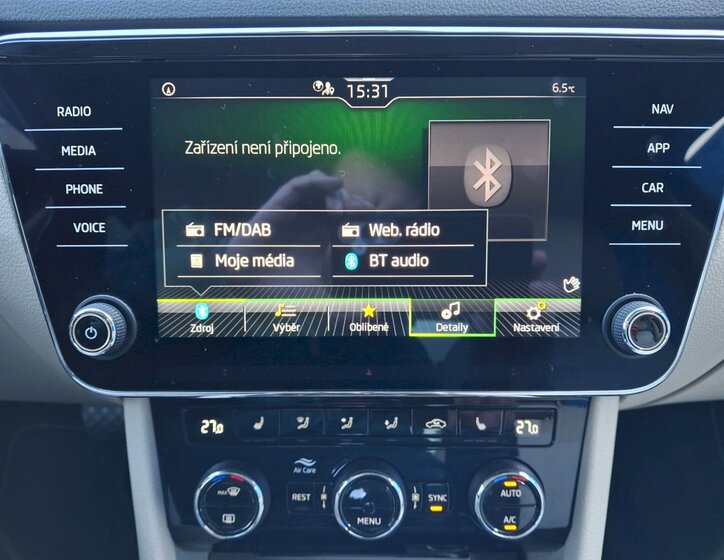 15:31
6.5°C
RADIO
MEDIA
PHONE
VOICE
NAV
APP
CAR
MENU
Zařízení není připojeno.
FM/DAB
Web. rádio
Moje média
BT audio
Zdroj
Výběr
Oblíbené
Detaily
Nastavení
27.0
27.0
Air Care
MAX
REST
MENU
SYNC
AUTO
A/C